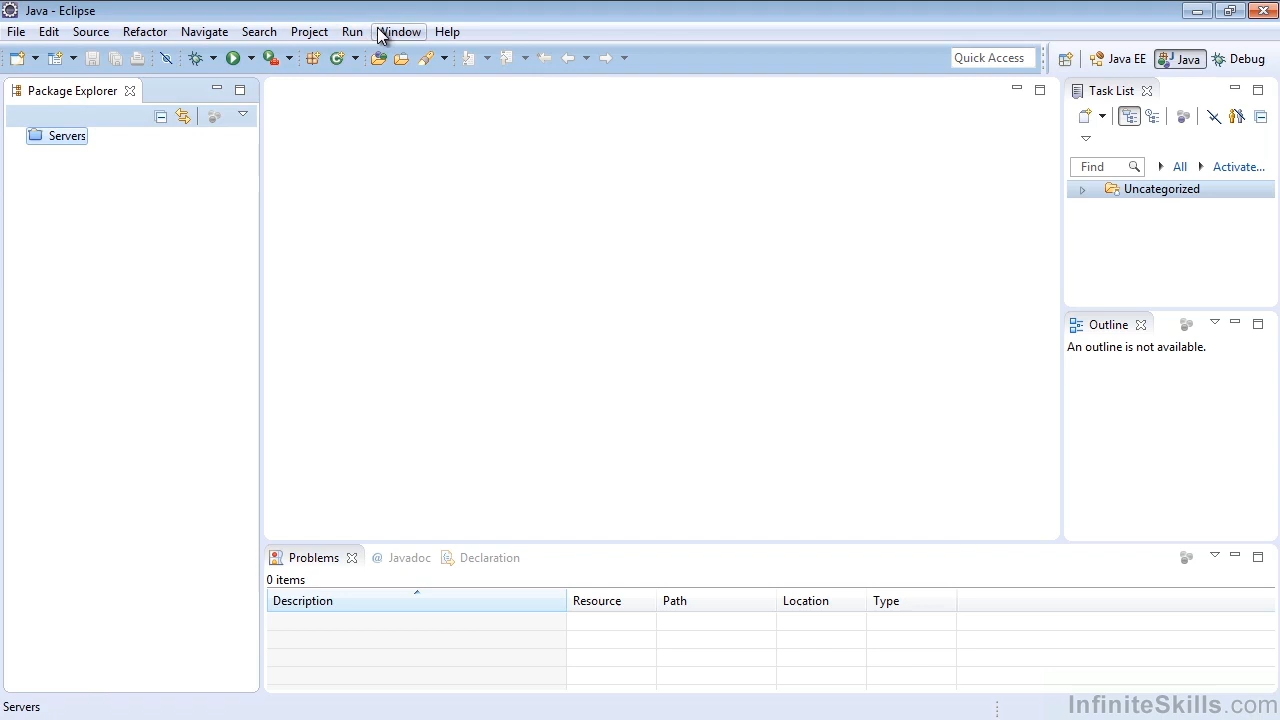 Java - Eclipse
File Edit Source Refactor Navigate Search Project Run Window Help
Quick Access Java EE Java Debug
Package Explorer
Servers
Task List
Find All Activate...
Uncategorized
Outline
An outline is not available.
Problems @ Javadoc Declaration
0 items
Description Resource Path Location Type
Servers
InfiniteSkills.com